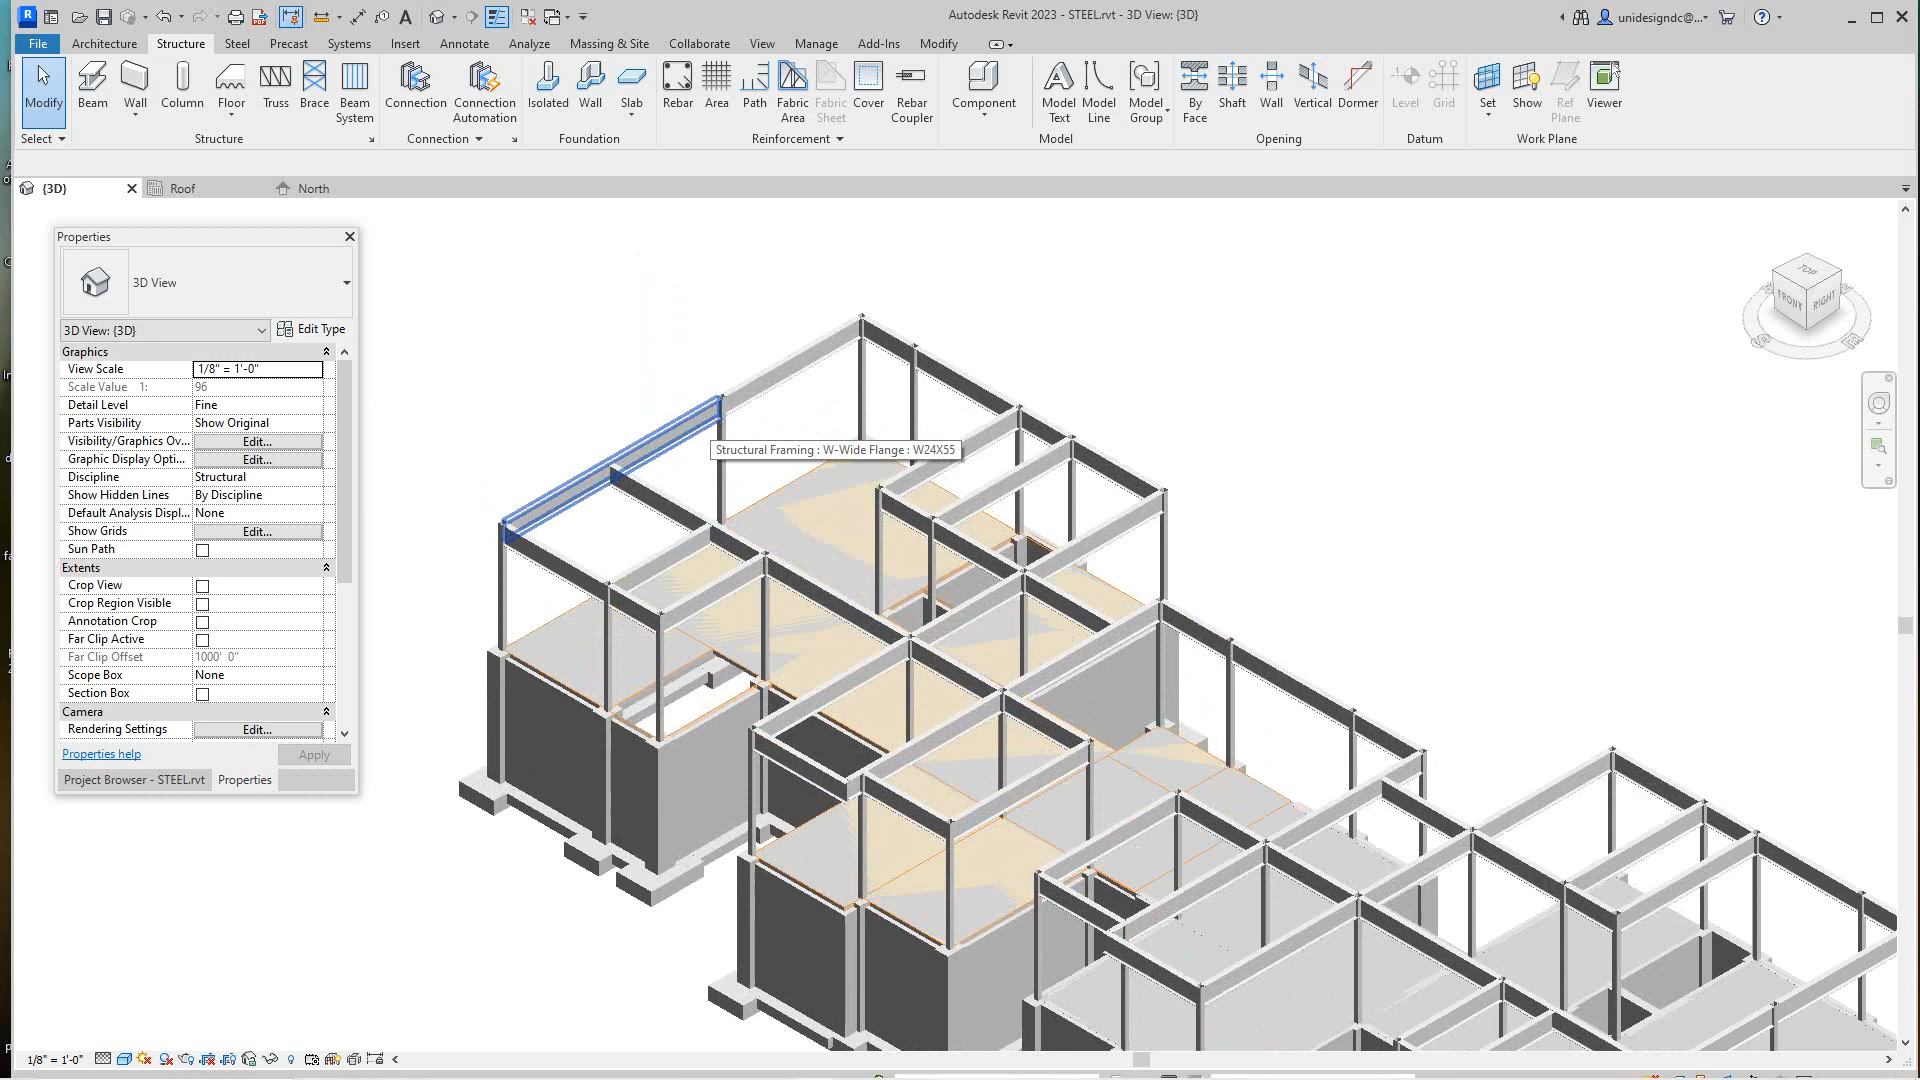 Autodesk Revit 2023 - STEEL.rvt - 3D View: {3D}
unidesigndc@...
File Architecture Structure Steel Precast Systems Insert Annotate Analyze Massing & Site Collaborate View Manage Add-Ins Modify
Modify
Beam
Wall
Column
Floor
Truss
Brace
Beam System
Connection
Connection Automation
Isolated
Wall
Slab
Rebar
Area
Path
Fabric Area
Fabric Sheet
Cover
Rebar Coupler
Component
Model Text
Model Line
Model Group
By Face
Shaft
Wall
Vertical
Dormer
Level
Grid
Set
Show
Ref Plane
Viewer
Select
Structure
Connection
Foundation
Reinforcement
Model
Opening
Datum
Work Plane
{3D}
Roof
North
Properties
3D View
3D View: {3D}
Edit Type
Graphics
View Scale 1/8" = 1'-0"
Scale Value 1: 96
Detail Level Fine
Parts Visibility Show Original
Visibility/Graphics Ov... Edit...
Graphic Display Opti... Edit...
Discipline Structural
Show Hidden Lines By Discipline
Default Analysis Displ... None
Show Grids Edit...
Sun Path
Extents
Crop View
Crop Region Visible
Annotation Crop
Far Clip Active
Far Clip Offset 1000' 0"
Scope Box None
Section Box
Camera
Rendering Settings Edit...
Properties help
Apply
Project Browser - STEEL.rvt
Properties
Structural Framing : W-Wide Flange : W24X55
TOP
FRONT
RIGHT
S
E
1/8" = 1'-0"